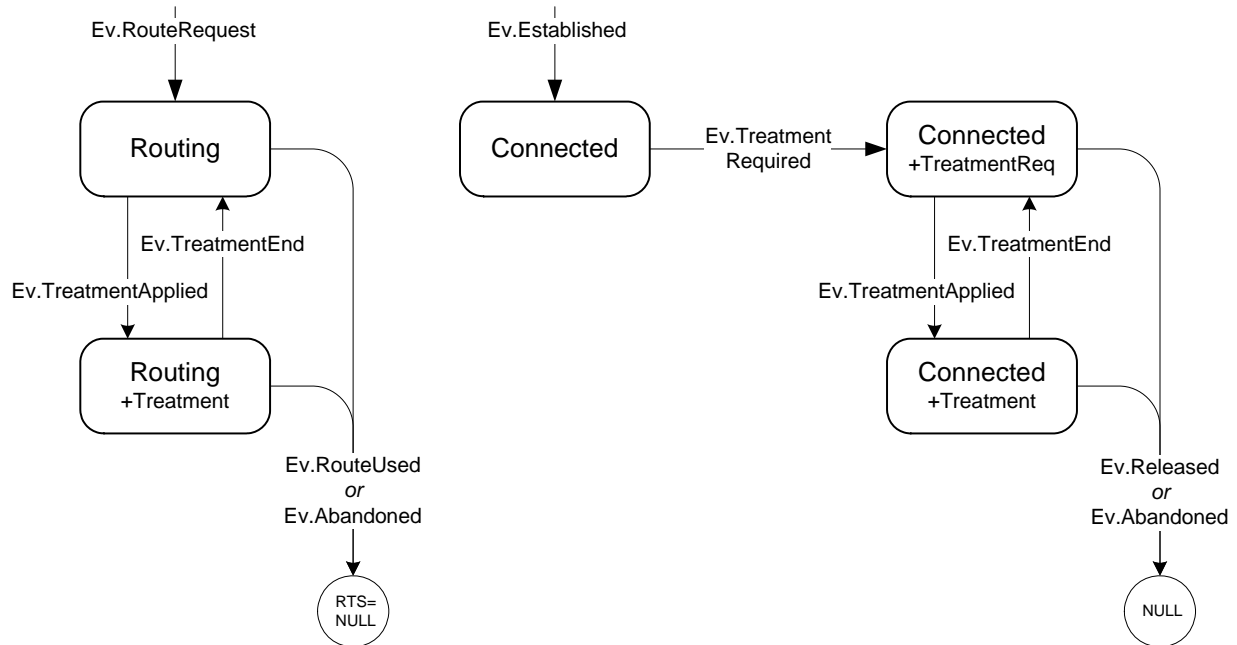 Ev.RouteRequest
Ev.Established
Routing
Connected
Ev.Treatment
Required
Connected
+TreatmentReq
Ev.TreatmentEnd
Ev.TreatmentApplied
Ev.TreatmentEnd
Ev.TreatmentApplied
Routing
+Treatment
Connected
+Treatment
Ev.RouteUsed
or
Ev.Abandoned
Ev.Released
or
Ev.Abandoned
RTS=
NULL
NULL